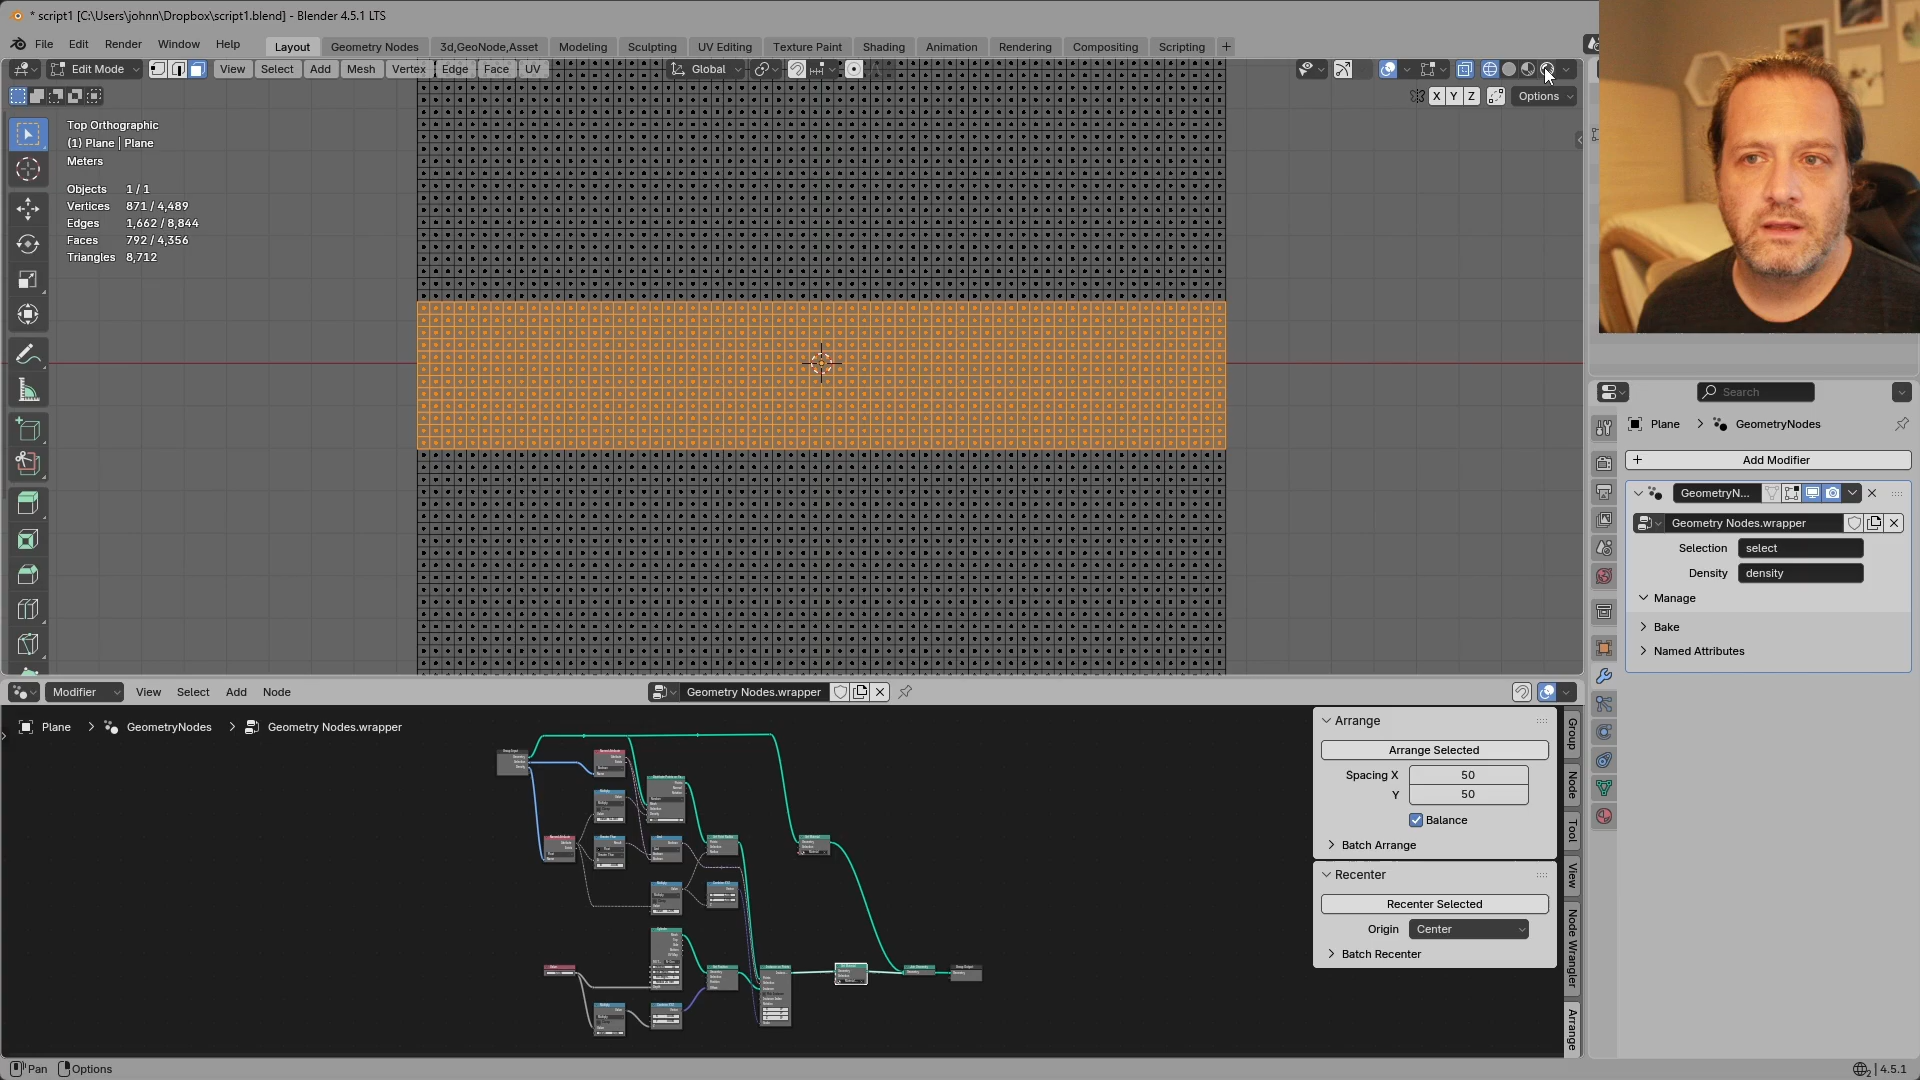 * script1 [C:\Users\johnn\Dropbox\script1.blend] - Blender 4.5.1 LTS
File Edit Render Window Help Layout Geometry Nodes 3d,GeoNode,Asset Modeling Sculpting UV Editing Texture Paint Shading Animation Rendering Compositing Scripting +
Edit Mode View Select Add Mesh Vertex Edge Face UV Global
X Y Z Options
Top Orthographic
(1) Plane | Plane
Meters
Objects 1 / 1
Vertices 871 / 4,489
Edges 1,662 / 8,844
Faces 792 / 4,356
Triangles 8,712
Search
Plane > GeometryNodes
+ Add Modifier
GeometryN...
Geometry Nodes.wrapper
Selection select
Density density
Manage
Bake
Named Attributes
Modifier View Select Add Node Geometry Nodes.wrapper
Plane > GeometryNodes > Geometry Nodes.wrapper
Arrange
Arrange Selected
Spacing X 50
Y 50
Balance
Batch Arrange
Recenter
Recenter Selected
Origin Center
Batch Recenter
Group
Node
Tool
View
Node Wrangler
Arrange
Pan Options 4.5.1